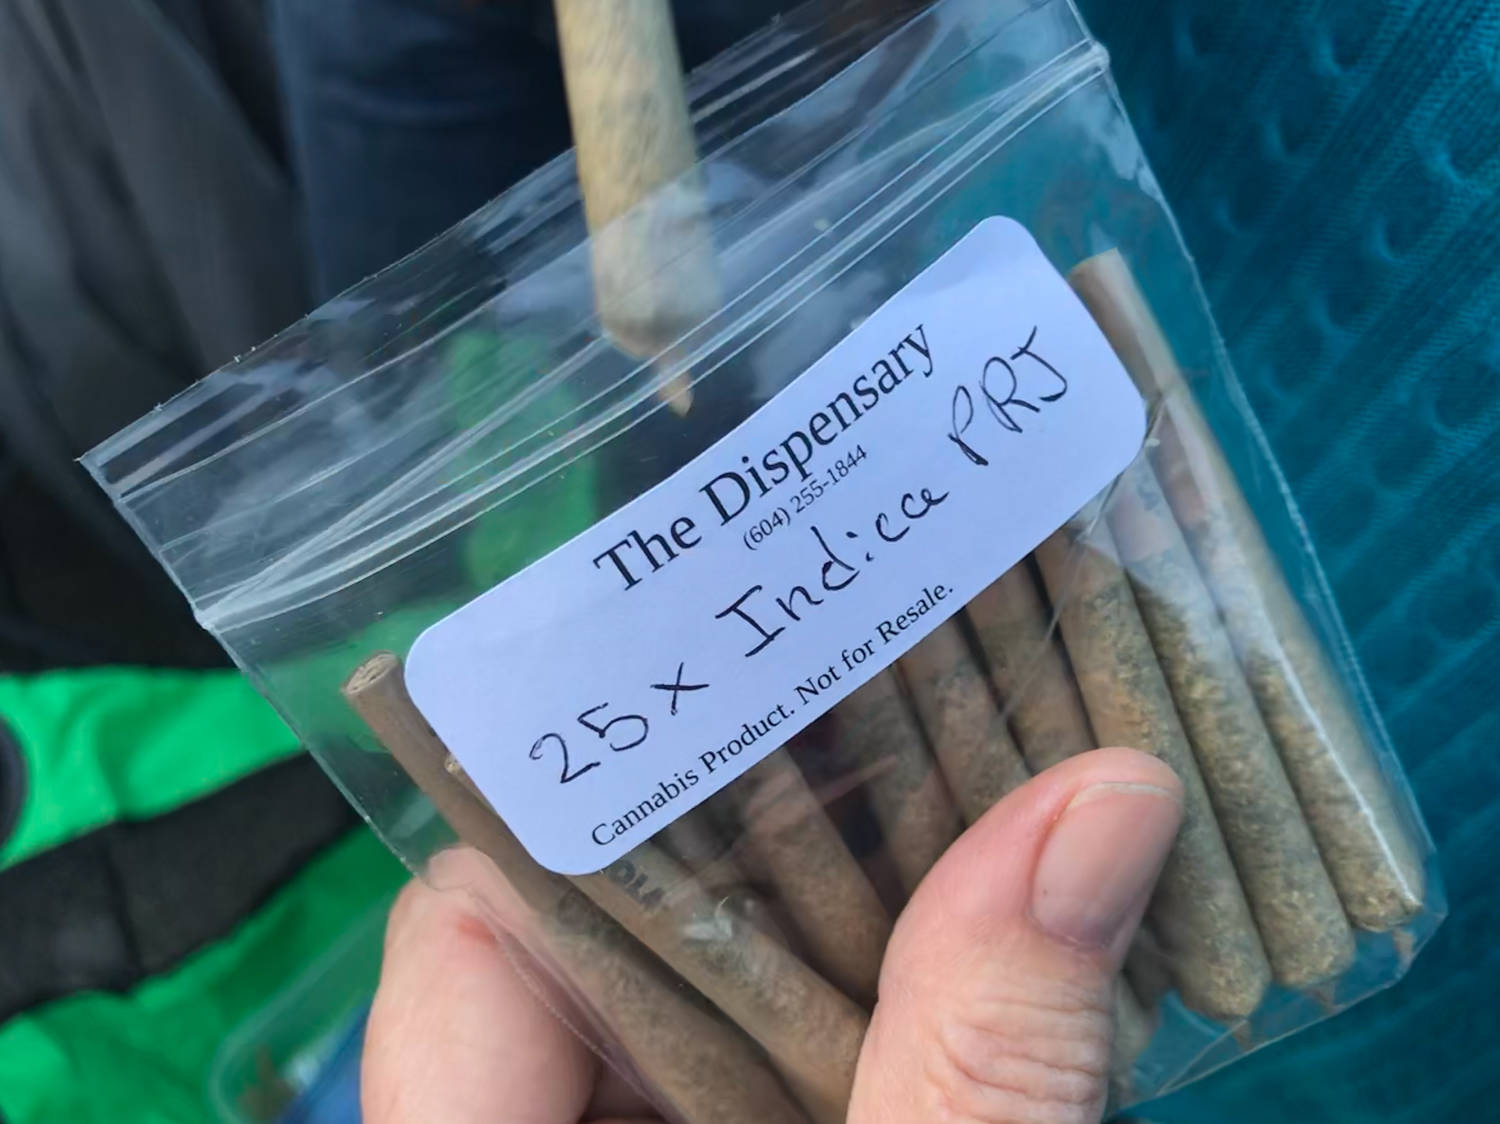 The Dispensary
(604) 255-1844
25x Indica PRJ
Cannabis Product. Not for Resale.